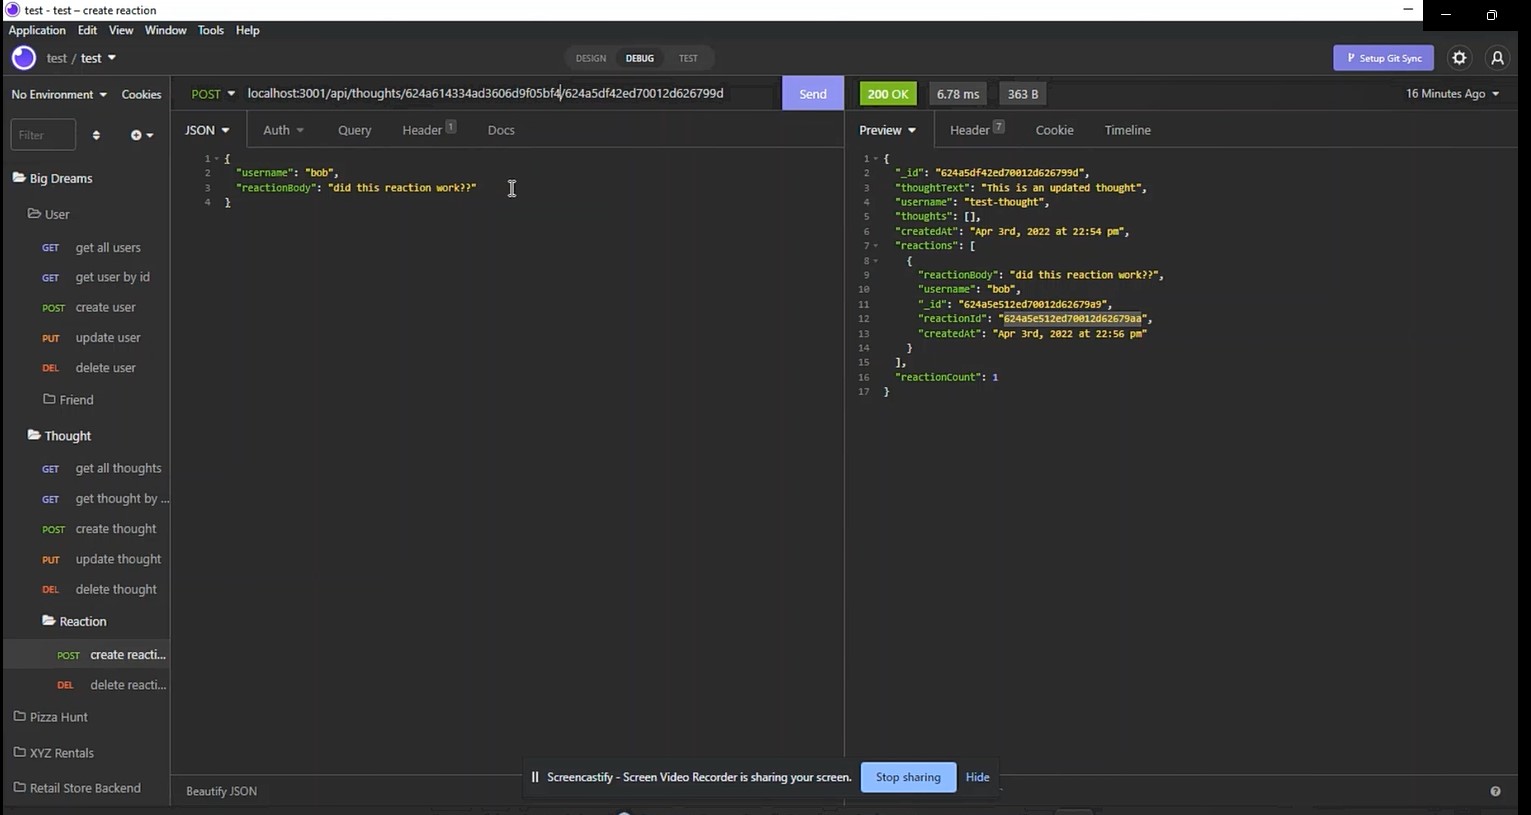 test - test – create reaction
Application Edit View Window Tools Help
test / test
DESIGN DEBUG TEST
Setup Git Sync
No Environment Cookies
POST localhost:3001/api/thoughts/624a614334ad3606d9f05bf4/624a5df42ed70012d626799d Send
200 OK 6.78 ms 363 B 16 Minutes Ago
Filter
JSON Auth Query Header 1 Docs
Preview Header 7 Cookie Timeline
Big Dreams
User
GET get all users
GET get user by id
POST create user
PUT update user
DEL delete user
Friend
Thought
GET get all thoughts
GET get thought by ...
POST create thought
PUT update thought
DEL delete thought
Reaction
POST create reacti...
DEL delete reacti...
Pizza Hunt
XYZ Rentals
Retail Store Backend
1 {
2 "username": "bob",
3 "reactionBody": "did this reaction work??"
4 }
1 {
2 "_id": "624a5df42ed70012d626799d",
3 "thoughtText": "This is an updated thought",
4 "username": "test-thought",
5 "thoughts": [],
6 "createdAt": "Apr 3rd, 2022 at 22:54 pm",
7 "reactions": [
8 {
9 "reactionBody": "did this reaction work??",
10 "username": "bob",
11 "_id": "624a5e512ed70012d62679a9",
12 "reactionId": "624a5e512ed70012d62679aa",
13 "createdAt": "Apr 3rd, 2022 at 22:56 pm"
14 }
15 ],
16 "reactionCount": 1
17 }
Screencastify - Screen Video Recorder is sharing your screen. Stop sharing Hide
Beautify JSON